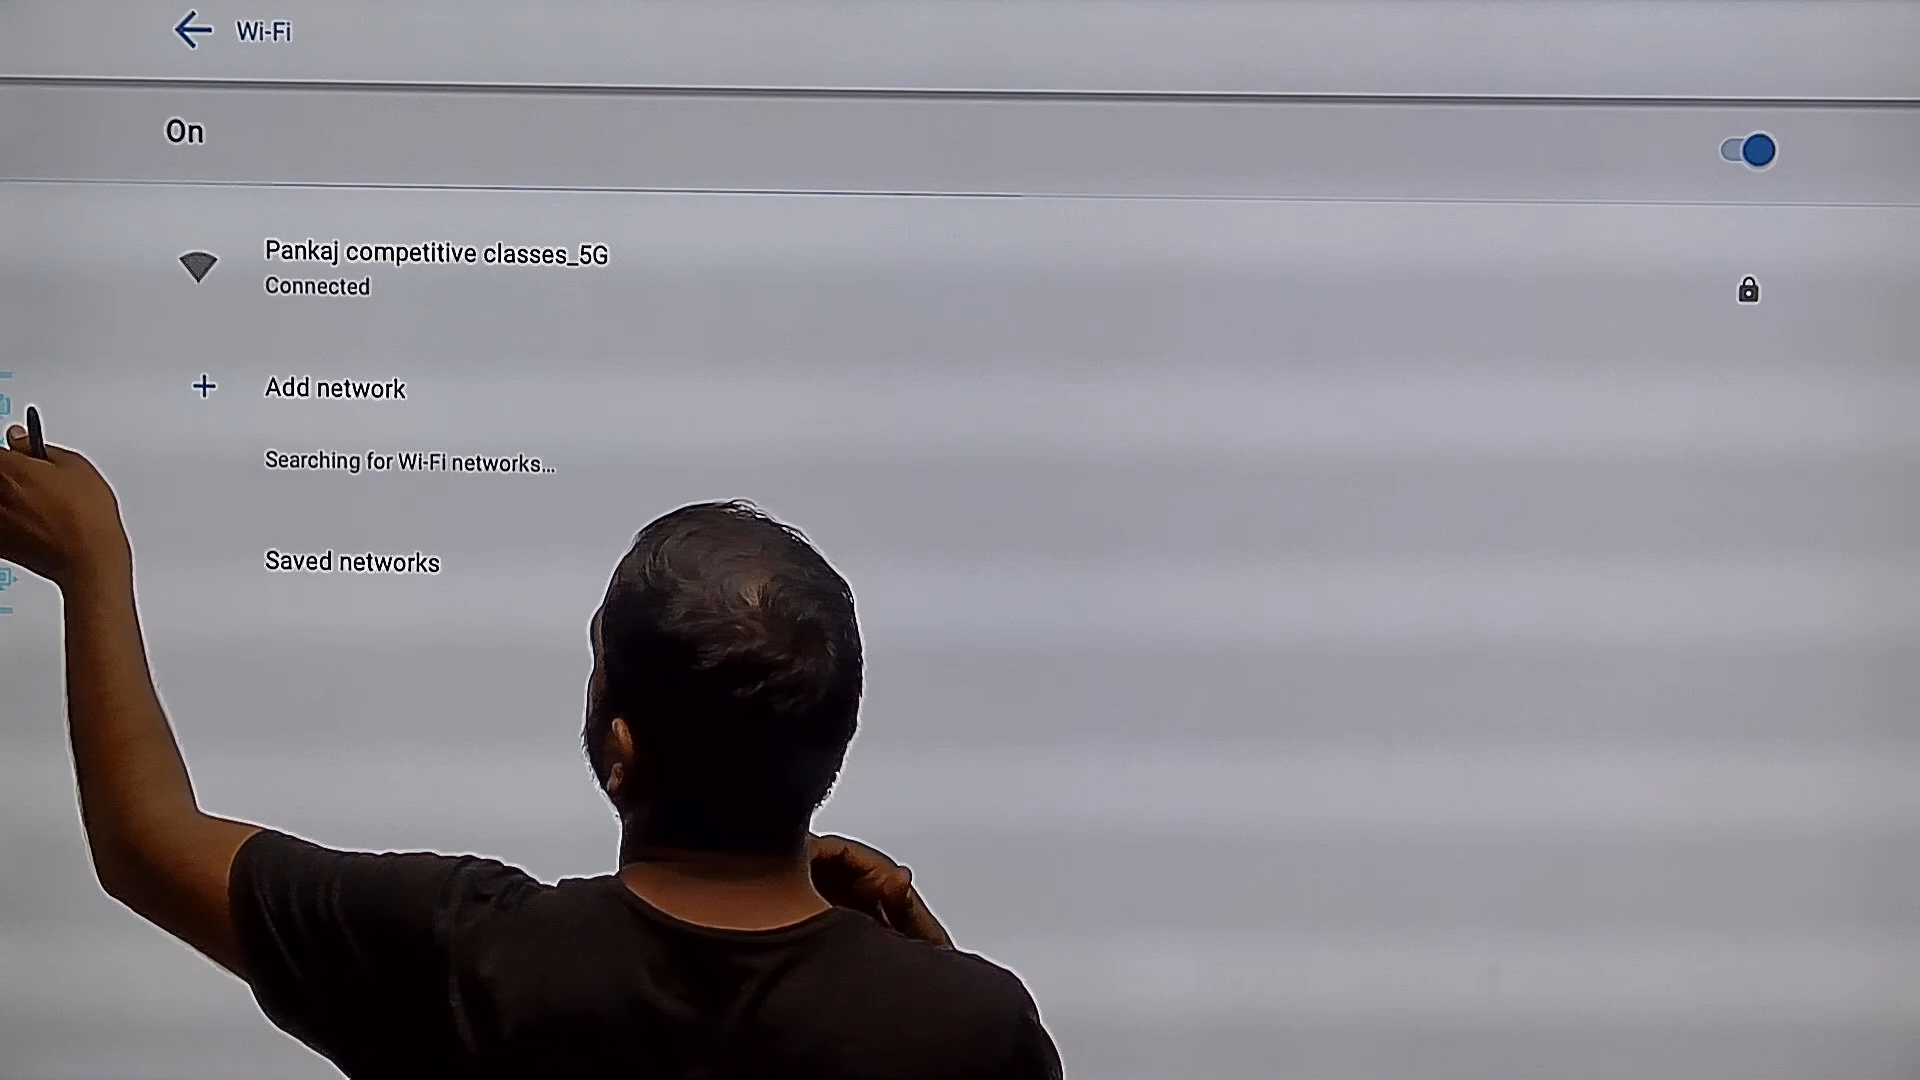 Wi-Fi
On
Pankaj competitive classes_5G
Connected
Add network
Searching for Wi-Fi networks...
Saved networks